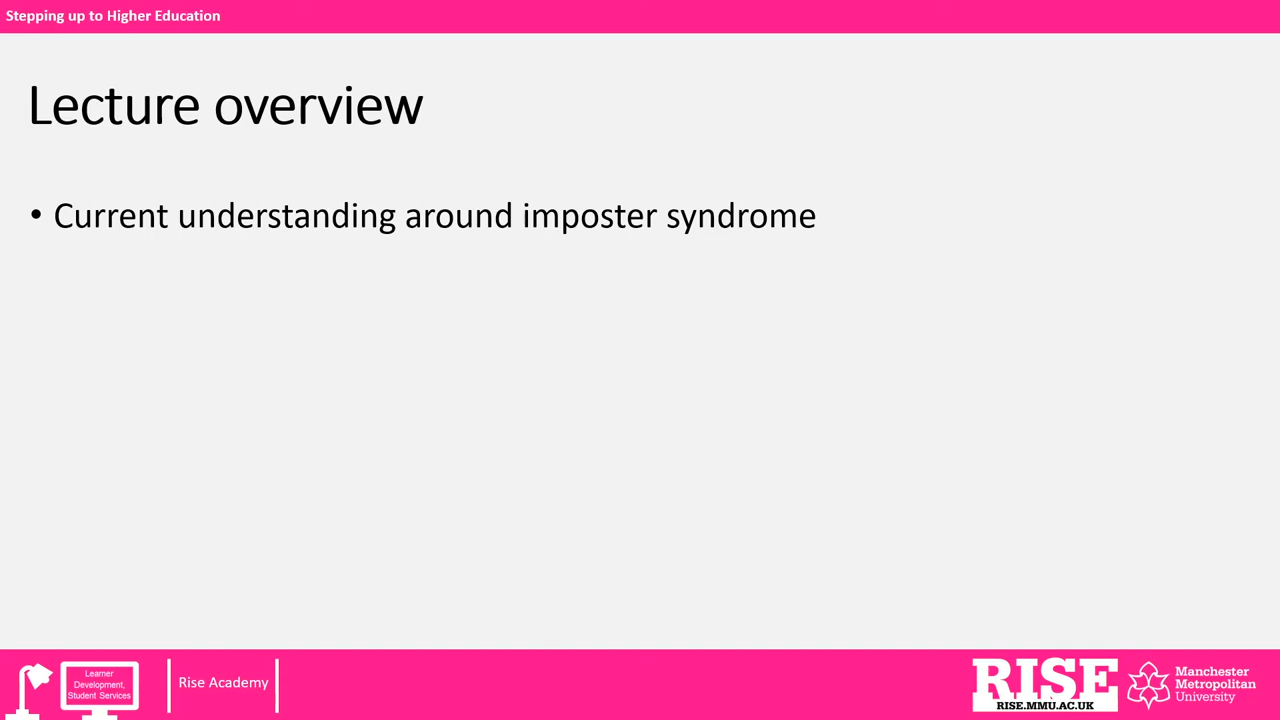 Stepping up to Higher Education
Lecture overview
• Current understanding around imposter syndrome
Learner
Development,
Student Services
Rise Academy
RISE
RISE.MMU.AC.UK
Manchester
Metropolitan
University